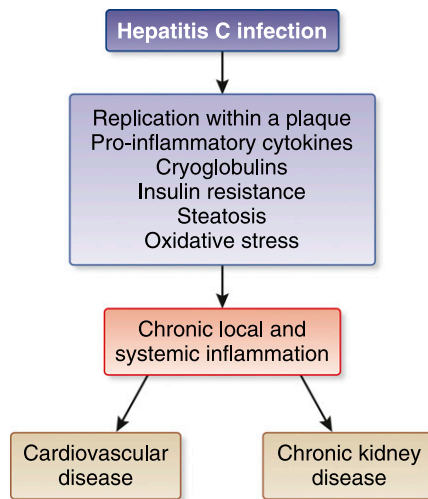 Hepatitis C infection
Replication within a plaque
Pro-inflammatory cytokines
Cryoglobulins
Insulin resistance
Steatosis
Oxidative stress
Chronic local and
systemic inflammation
Cardiovascular
disease
Chronic kidney
disease